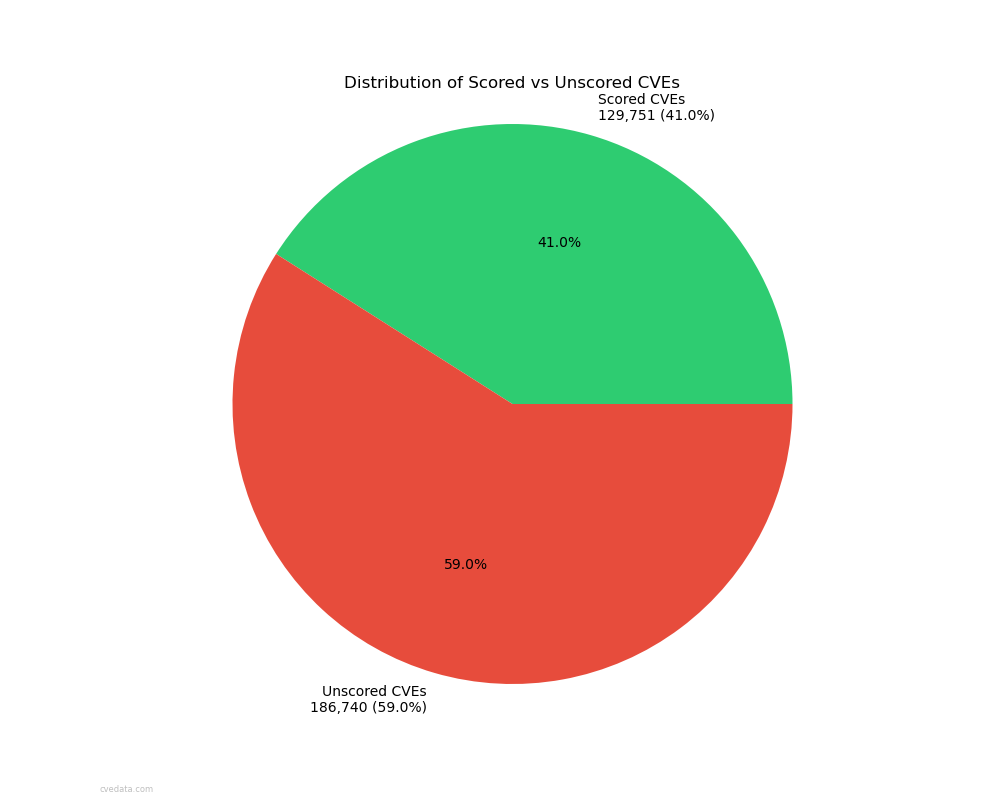 Distribution of Scored vs Unscored CVEs
Scored CVEs
129,751 (41.0%)
41.0%
59.0%
Unscored CVEs
186,740 (59.0%)
cvedata.com